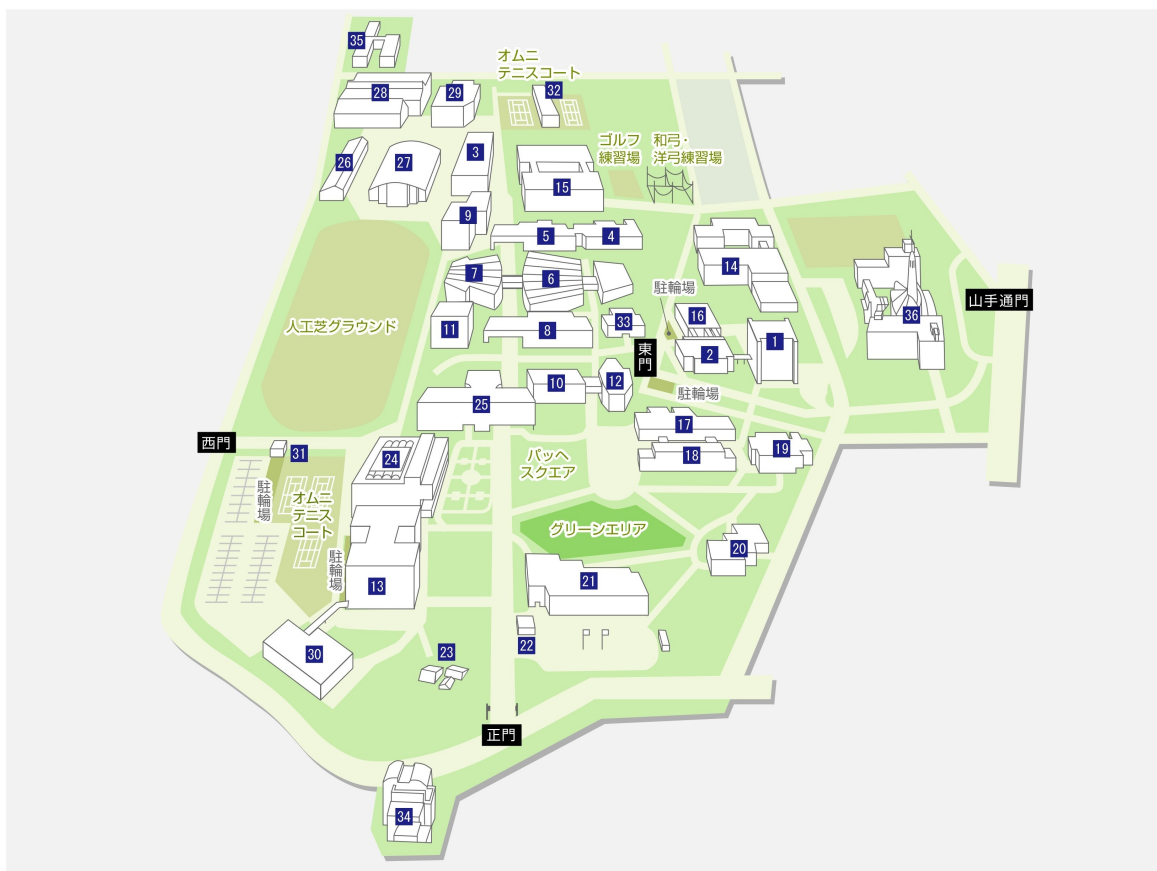 35
オムニ
テニスコート
28
29
32
ゴルフ
練習場
和弓・
洋弓練習場
26
27
3
15
9
5
4
7
6
14
駐輪場
36
山手通門
人工芝グラウンド
11
8
33
16
1
東門
2
10
12
駐輪場
25
17
西門
31
24
パッヘ
スクエア
18
19
駐輪場
オムニ
テニス
コート
グリーンエリア
20
駐輪場
13
21
30
23
22
正門
34